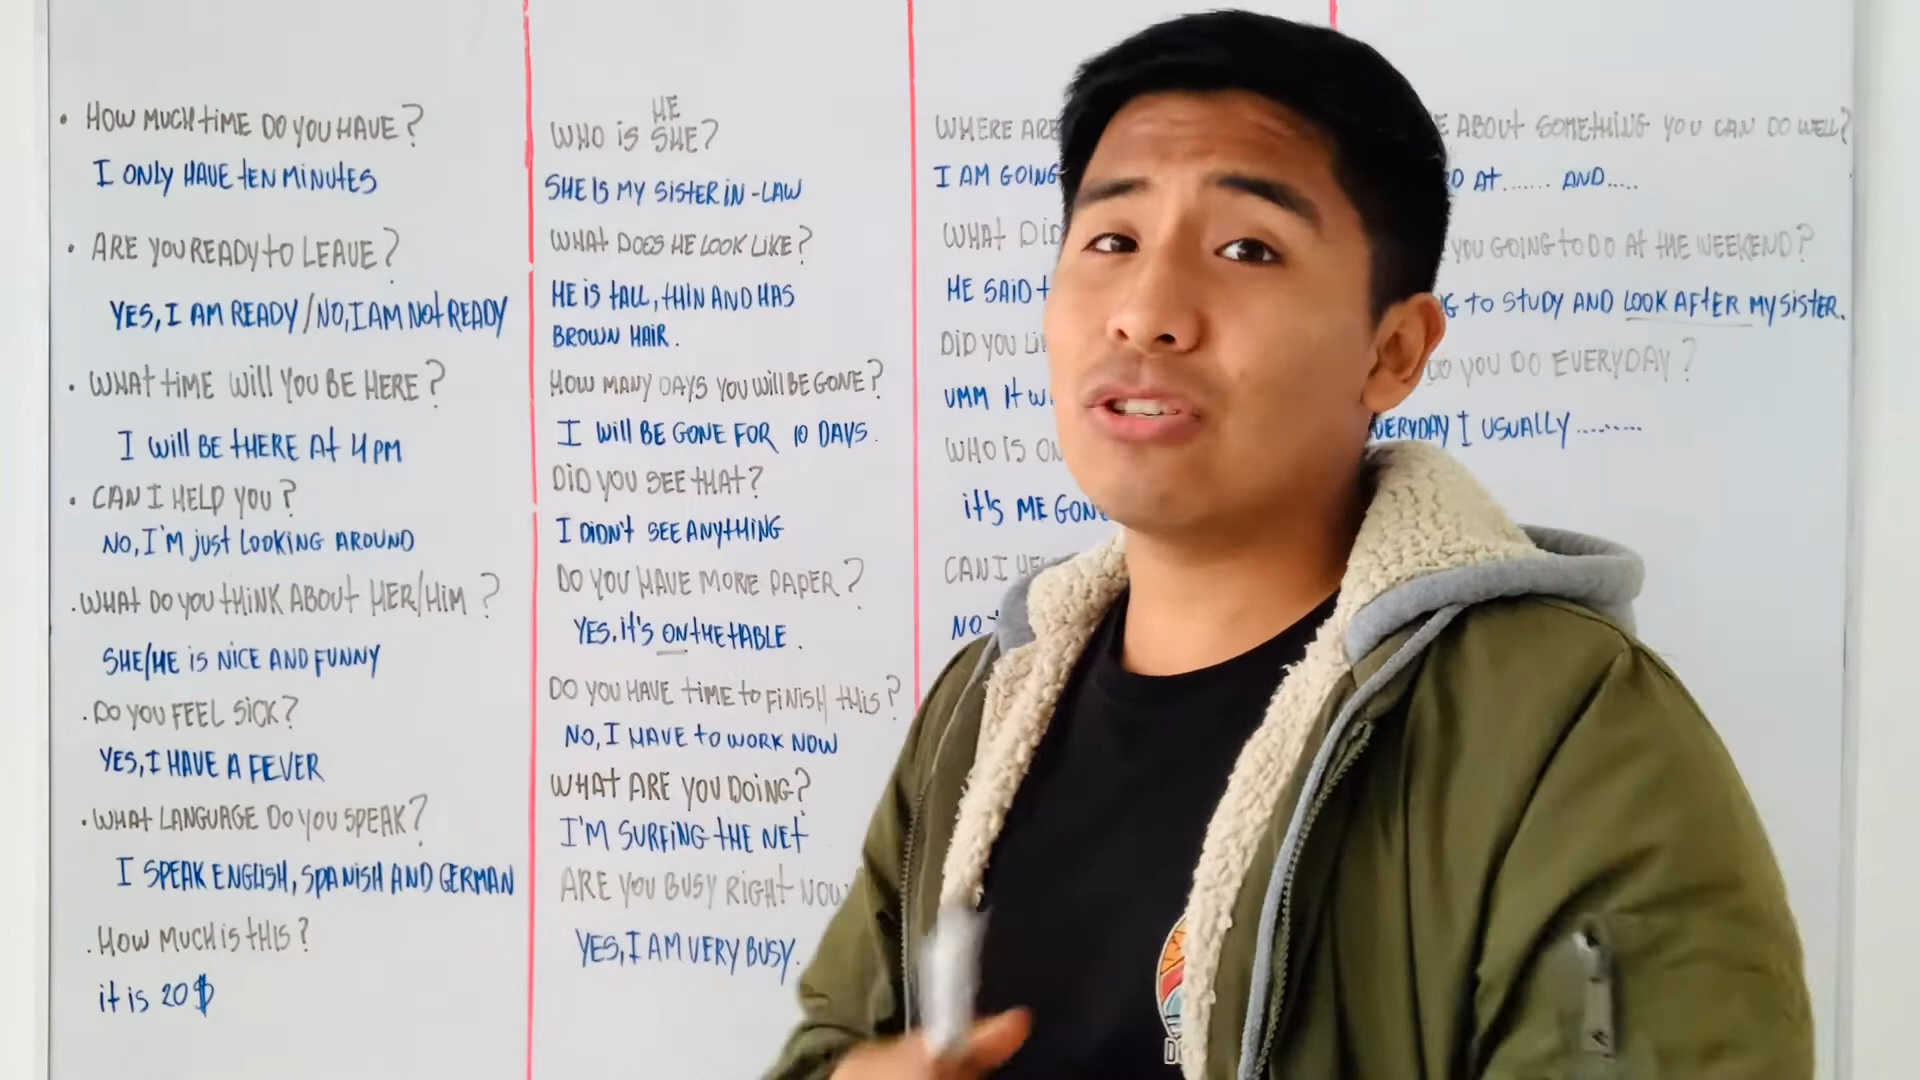 • HOW MUCH TIME DO YOU HAVE?
I ONLY HAVE TEN MINUTES
• ARE YOU READY TO LEAVE?
YES, I AM READY / NO, I AM NOT READY
• WHAT TIME WILL YOU BE HERE?
I WILL BE THERE AT 4 PM
• CAN I HELP YOU?
NO, I'M JUST LOOKING AROUND
. WHAT DO YOU THINK ABOUT HER/HIM?
SHE/HE IS NICE AND FUNNY
. DO YOU FEEL SICK?
YES, I HAVE A FEVER
. WHAT LANGUAGE DO YOU SPEAK?
I SPEAK ENGLISH, SPANISH AND GERMAN
. HOW MUCH IS THIS?
it is 20$
HE
WHO IS SHE?
SHE IS MY SISTER IN-LAW
WHAT DOES HE LOOK LIKE?
HE IS TALL, THIN AND HAS
BROWN HAIR.
HOW MANY DAYS YOU WILL BE GONE?
I WILL BE GONE FOR 10 DAYS.
DID YOU SEE THAT?
I DIDN'T SEE ANYTHING
DO YOU HAVE MORE PAPER?
YES, it's ON THE TABLE.
DO YOU HAVE TIME TO FINISH THIS?
NO, I HAVE TO WORK NOW
WHAT ARE YOU DOING?
I'M SURFING THE NET
ARE YOU BUSY RIGHT NOW
YES, I AM VERY BUSY.
WHERE ARE
I AM GOING
WHAT DID
HE SAID
DID YOU
UMM IT
WHO IS
it's ME
CAN I
NO
ABOUT SOMETHING YOU CAN DO WELL?
AT....... AND.....
YOU GOING TO DO AT THE WEEKEND?
TO STUDY AND LOOK AFTER MY SISTER.
DO YOU DO EVERYDAY?
EVERYDAY I USUALLY.........